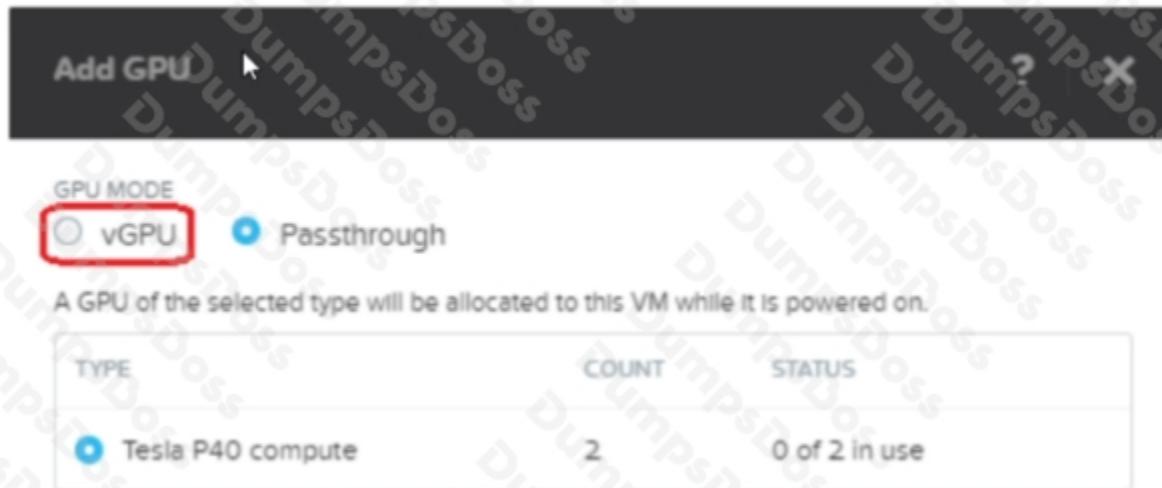 Add GPU ? X
GPU MODE
vGPU Passthrough
A GPU of the selected type will be allocated to this VM while it is powered on.
TYPE COUNT STATUS
Tesla P40 compute 2 0 of 2 in use
DumpsDoss